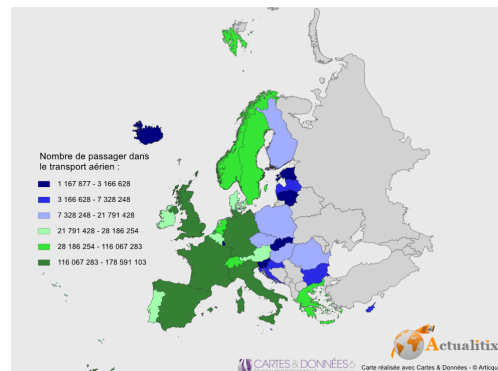 Nombre de passager dans
le transport aérien :
1 167 877 - 3 166 628
3 166 628 - 7 328 248
7 328 248 - 21 791 428
21 791 428 - 28 186 254
28 186 254 - 116 067 283
116 067 283 - 178 591 103
Actualitix
CARTES & DONNÉES 6
Carte réalisée avec Cartes & Données - © Artiqu